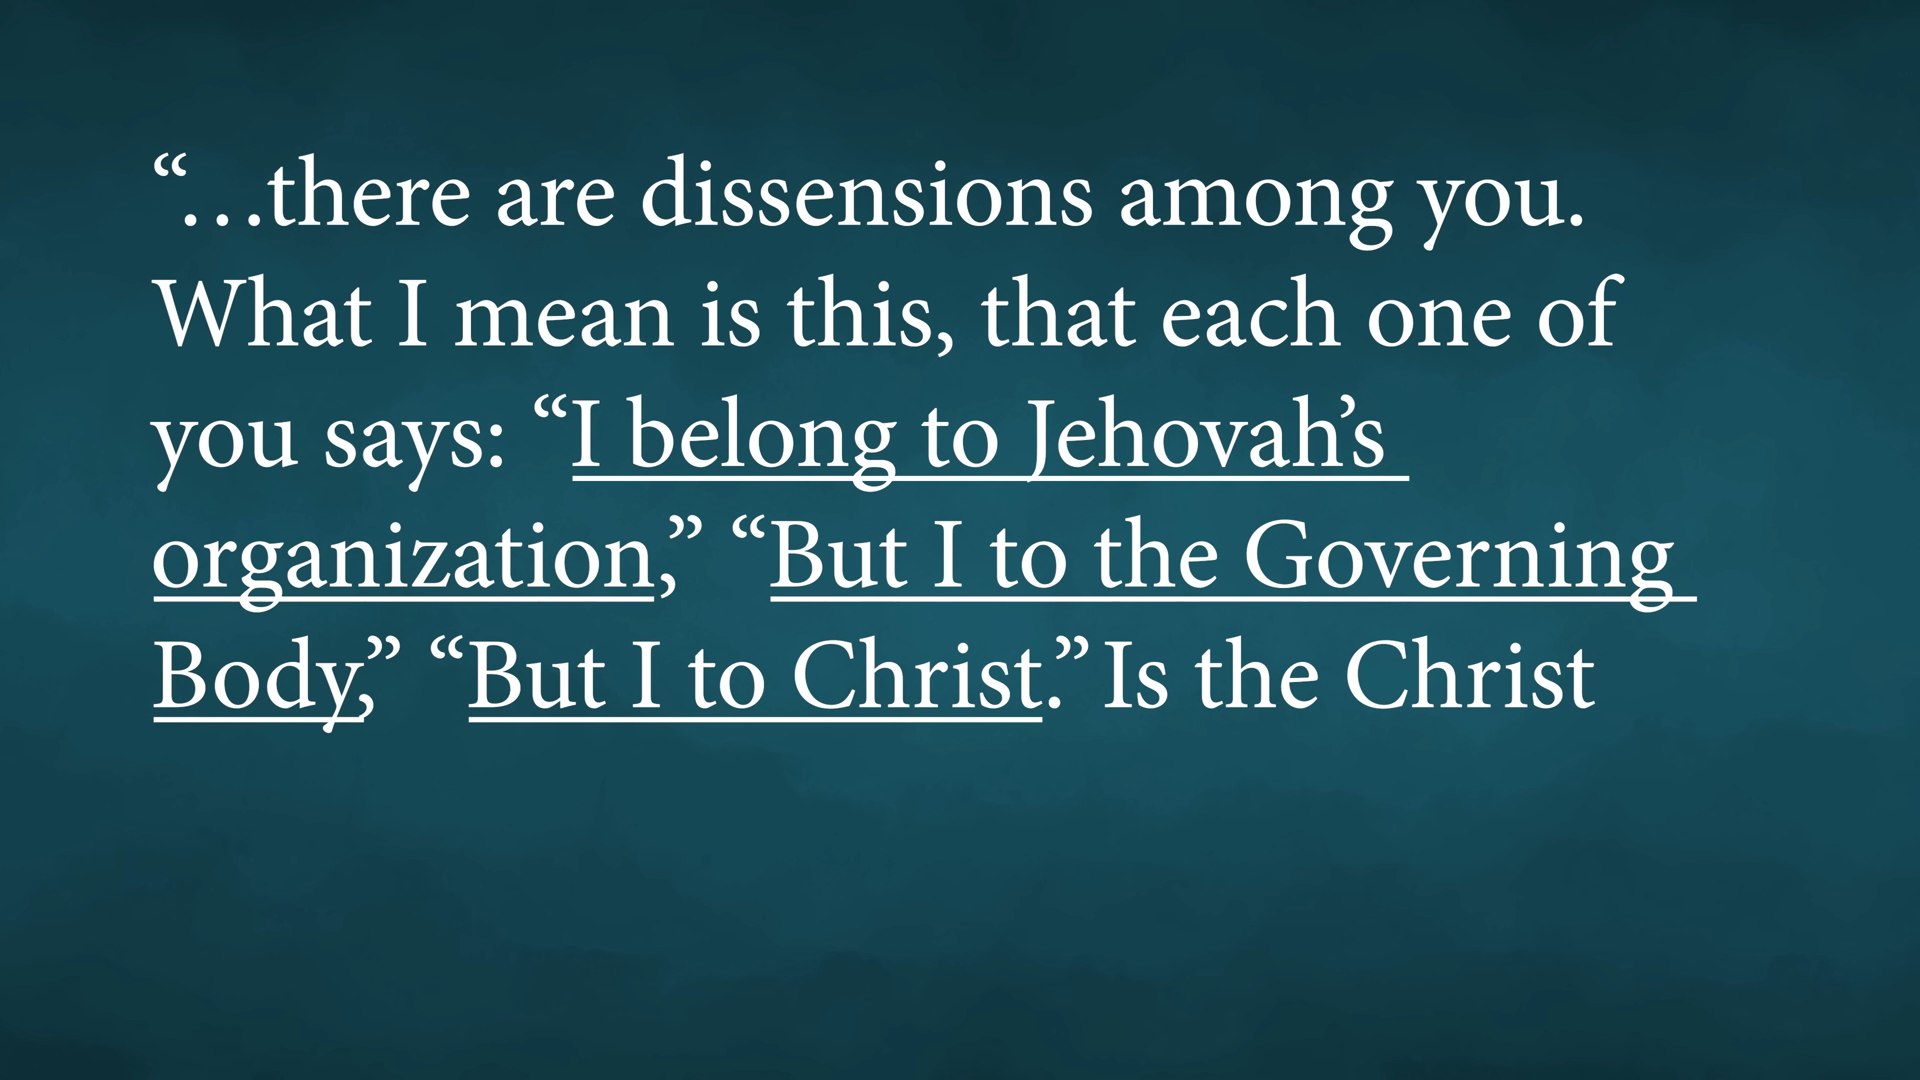 “…there are dissensions among you.
What I mean is this, that each one of
you says: “I belong to Jehovah’s
organization,” “But I to the Governing
Body,” “But I to Christ.” Is the Christ